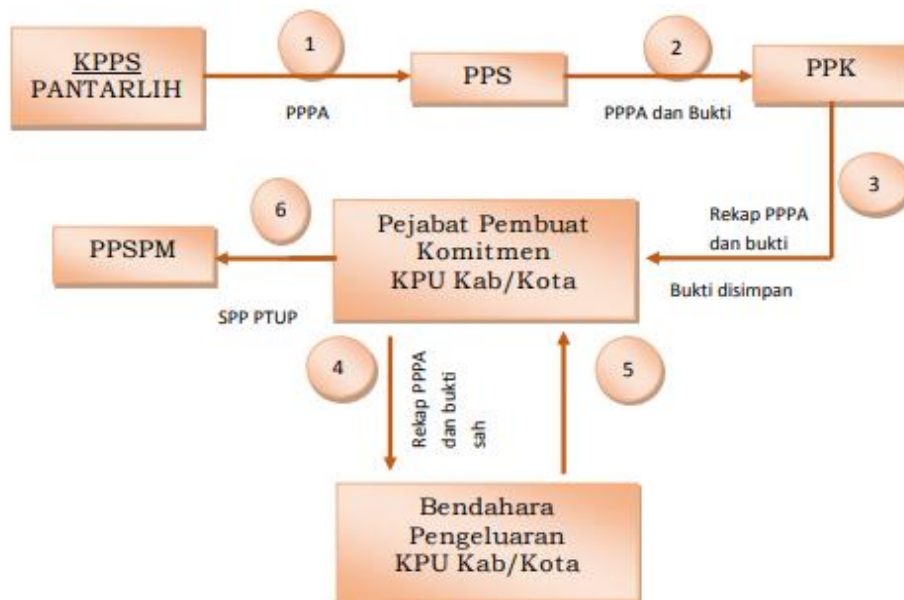 KPPS
PANTARLIH
1
PPPA
PPS
2
PPPA dan Bukti
PPK
3
Rekap PPPA
dan bukti
Bukti disimpan
Pejabat Pembuat
Komitmen
KPU Kab/Kota
6
PPSPM
SPP PTUP
4
Rekap PPPA
dan bukti
sah
5
Bendahara
Pengeluaran
KPU Kab/Kota